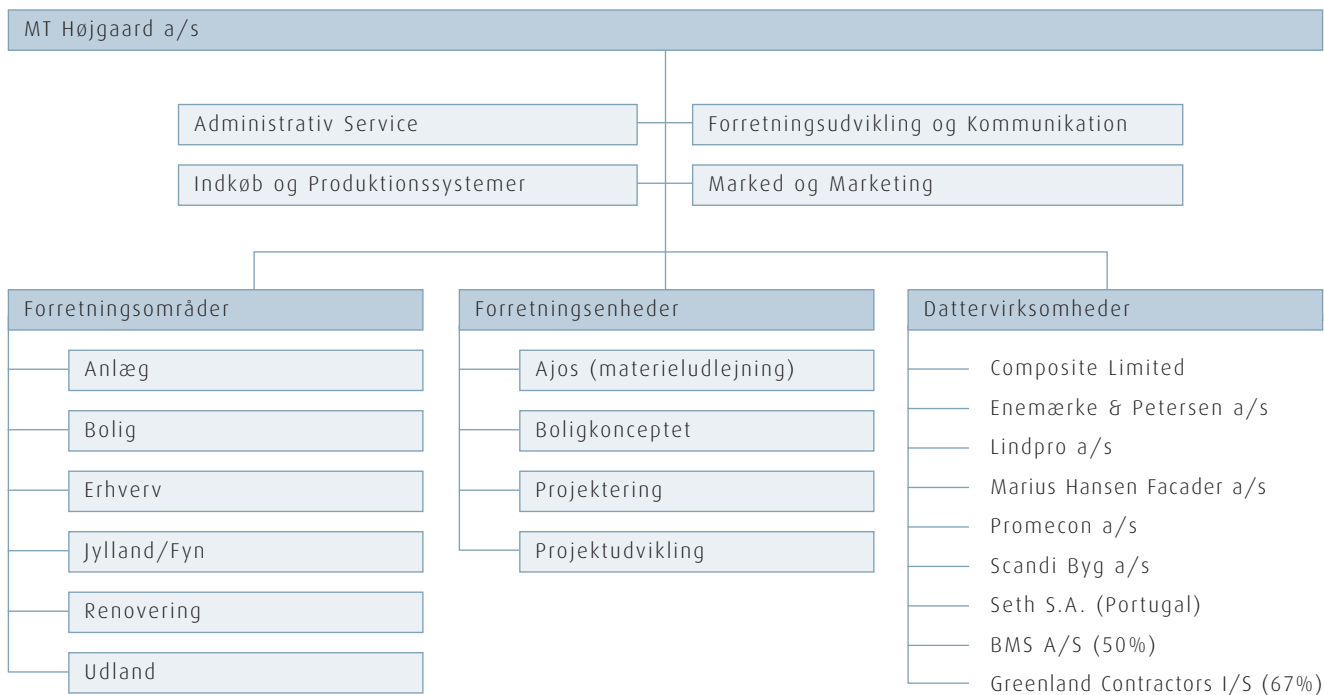 MT Højgaard a/s
Administrativ Service
Forretningsudvikling og Kommunikation
Indkøb og Produktionssystemer
Marked og Marketing
Forretningsområder
Anlæg
Bolig
Erhverv
Jylland/Fyn
Renovering
Udland
Forretningsenheder
Ajos (materieludlejning)
Boligkonceptet
Projektering
Projektudvikling
Dattervirksomheder
Composite Limited
Enemærke & Petersen a/s
Lindpro a/s
Marius Hansen Facader a/s
Promecon a/s
Scandi Byg a/s
Seth S.A. (Portugal)
BMS A/S (50%)
Greenland Contractors I/S (67%)